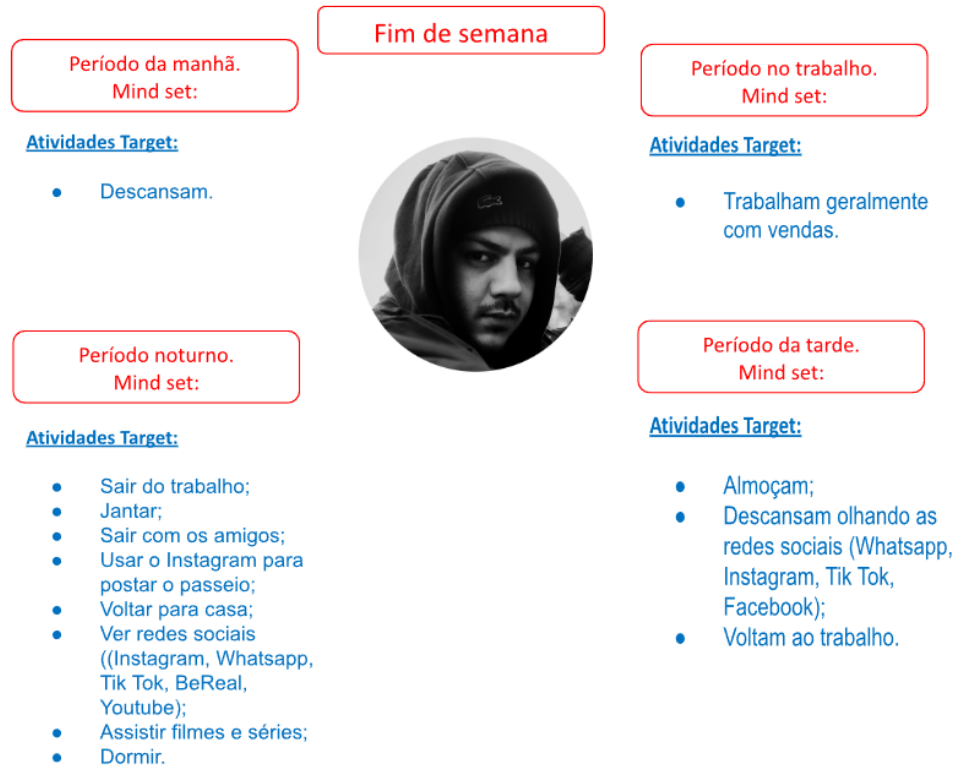 Fim de semana
Período da manhã.
Mind set:
Atividades Target:
● Descansam.
Período no trabalho.
Mind set:
Atividades Target:
● Trabalham geralmente
com vendas.
Período noturno.
Mind set:
Atividades Target:
● Sair do trabalho;
● Jantar;
● Sair com os amigos;
● Usar o Instagram para
postar o passeio;
● Voltar para casa;
● Ver redes sociais
((Instagram, Whatsapp,
Tik Tok, BeReal,
Youtube);
● Assistir filmes e séries;
● Dormir.
Período da tarde.
Mind set:
Atividades Target:
● Almoçam;
● Descansam olhando as
redes sociais (Whatsapp,
Instagram, Tik Tok,
Facebook);
● Voltam ao trabalho.